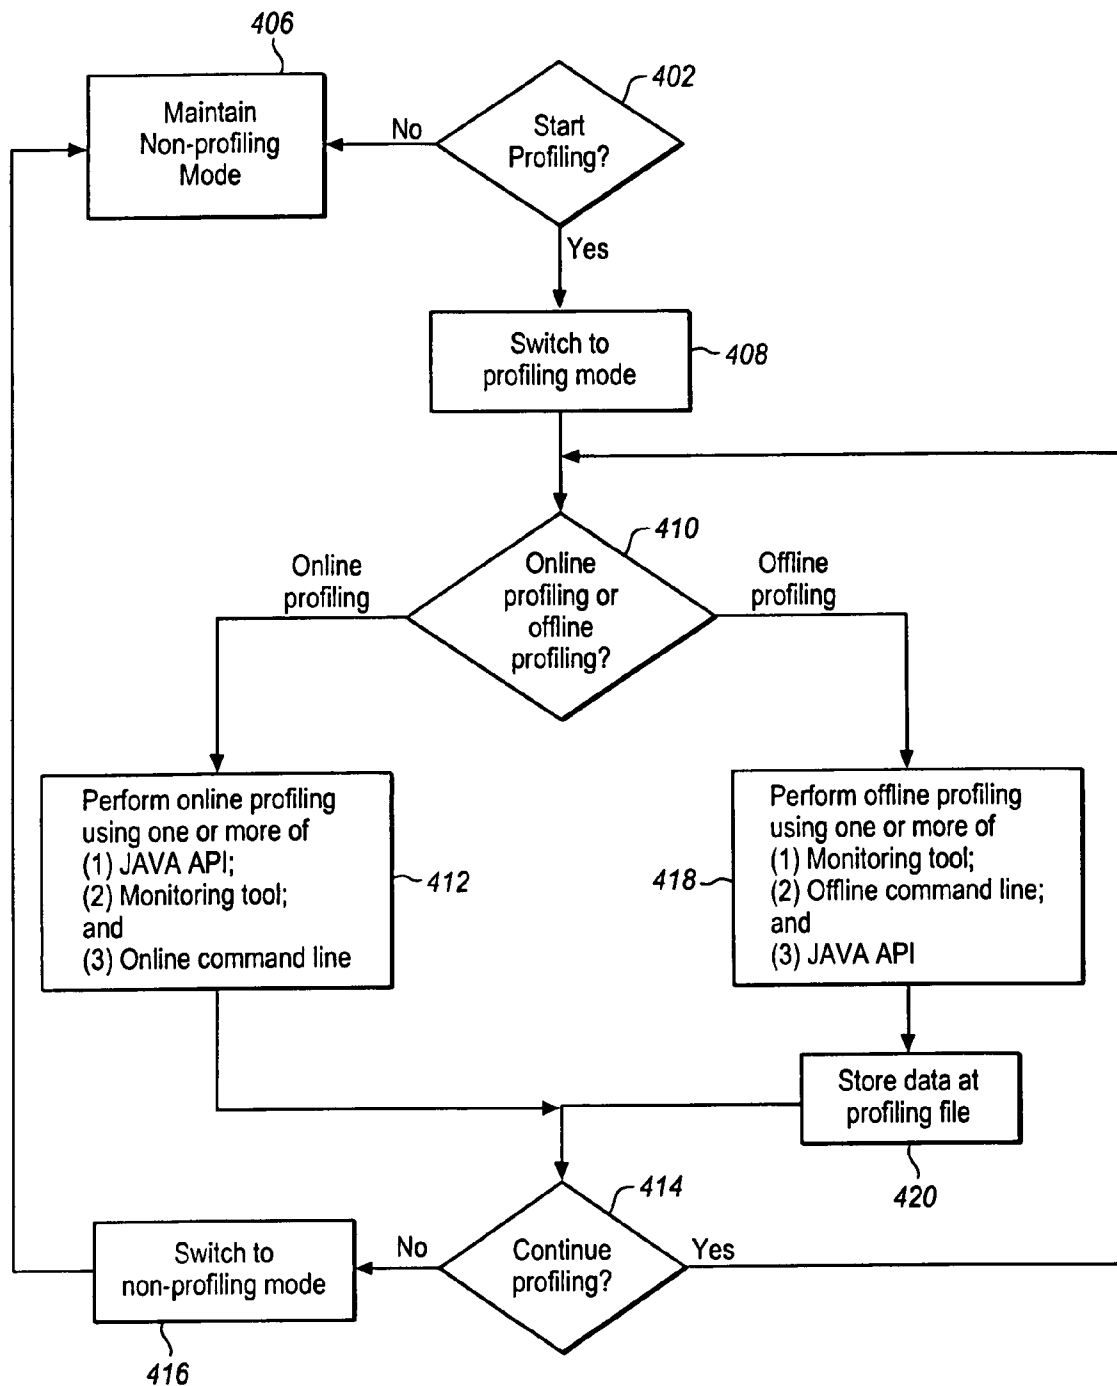 406
Maintain
Non-profiling
Mode
No
402
Start
Profiling?
Yes
Switch to
profiling mode
408
410
Online
profiling
Online
profiling or
offline
profiling?
Offline
profiling
Perform online profiling
using one or more of
(1) JAVA API;
(2) Monitoring tool;
and
(3) Online command line
412
418
Perform offline profiling
using one or more of
(1) Monitoring tool;
(2) Offline command line;
and
(3) JAVA API
Store data at
profiling file
420
414
Continue
profiling?
Yes
No
Switch to
non-profiling mode
416